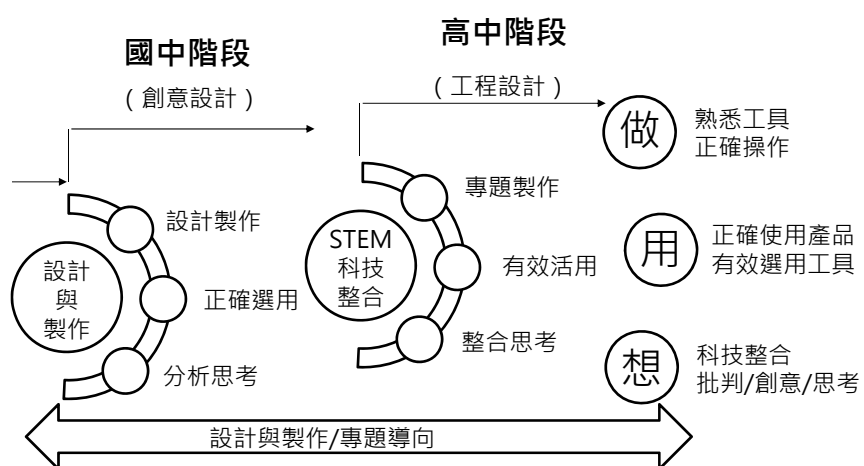 國中階段
(創意設計)
設計
與
製作
設計製作
正確選用
分析思考
高中階段
(工程設計)
STEM
科技
整合
專題製作
有效活用
整合思考
做
熟悉工具
正確操作
用
正確使用產品
有效選用工具
想
科技整合
批判/創意/思考
設計與製作/專題導向